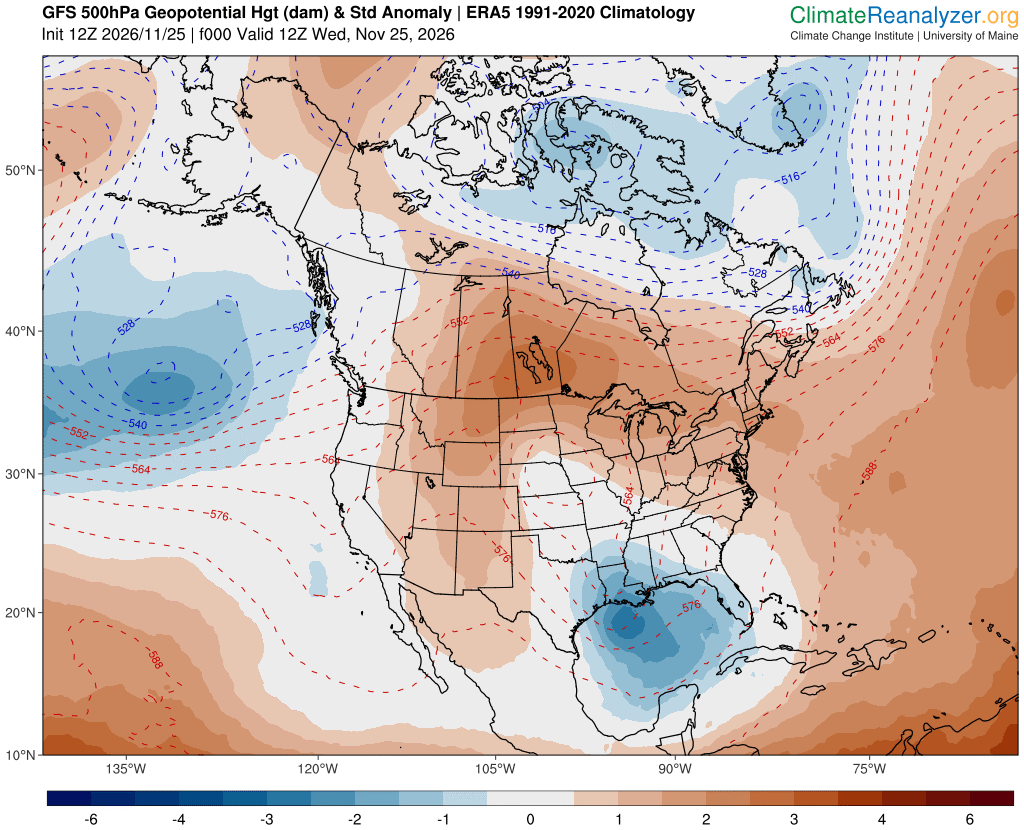 GFS 500hPa Geopotential Hgt (dam) & Std Anomaly | ERA5 1991-2020 Climatology
Init 12Z 2026/11/25 | f000 Valid 12Z Wed, Nov 25, 2026
ClimateReanalyzer.org
Climate Change Institute | University of Maine
504
50°N
516
516
528
540
528
40°N
528
552
540
552
564
576
540
552
564
564
588
30°N
564
576
576
20°N
576
588
10°N
135°W 120°W 105°W 90°W 75°W
-6 -4 -3 -2 -1 0 1 2 3 4 6